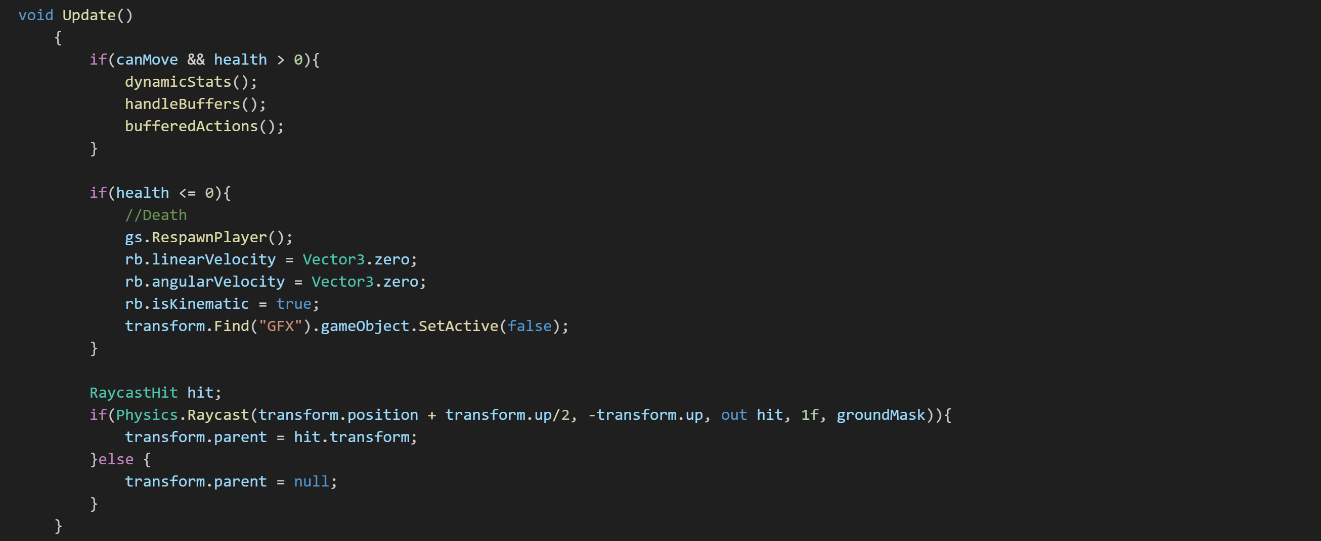 void Update()
{
if(canMove && health > 0){
dynamicStats();
handleBuffers();
bufferedActions();
}
if(health <= 0){
//Death
gs.RespawnPlayer();
rb.linearVelocity = Vector3.zero;
rb.angularVelocity = Vector3.zero;
rb.isKinematic = true;
transform.Find("GFX").gameObject.SetActive(false);
}
RaycastHit hit;
if(Physics.Raycast(transform.position + transform.up/2, -transform.up, out hit, 1f, groundMask)){
transform.parent = hit.transform;
}else {
transform.parent = null;
}
}